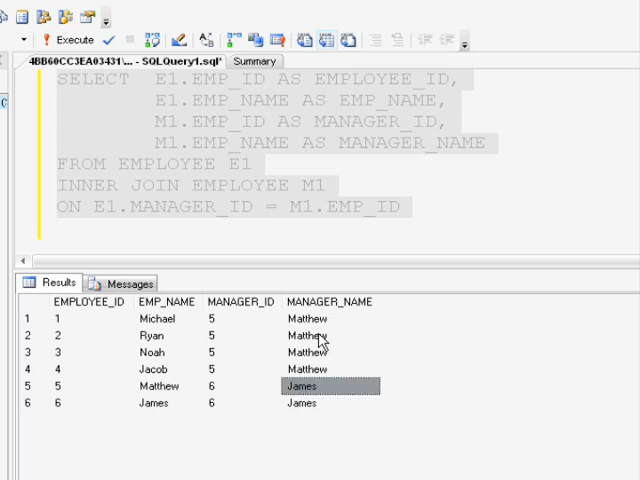 Execute
4BB60CC3EA03431\... - SQLQuery1.sql* Summary
SELECT E1.EMP_ID AS EMPLOYEE_ID,
E1.EMP_NAME AS EMP_NAME,
M1.EMP_ID AS MANAGER_ID,
M1.EMP_NAME AS MANAGER_NAME
FROM EMPLOYEE E1
INNER JOIN EMPLOYEE M1
ON E1.MANAGER_ID = M1.EMP_ID
Results Messages
EMPLOYEE_ID EMP_NAME MANAGER_ID MANAGER_NAME
1 1 Michael 5 Matthew
2 2 Ryan 5 Matthew
3 3 Noah 5 Matthew
4 4 Jacob 5 Matthew
5 5 Matthew 6 James
6 6 James 6 James